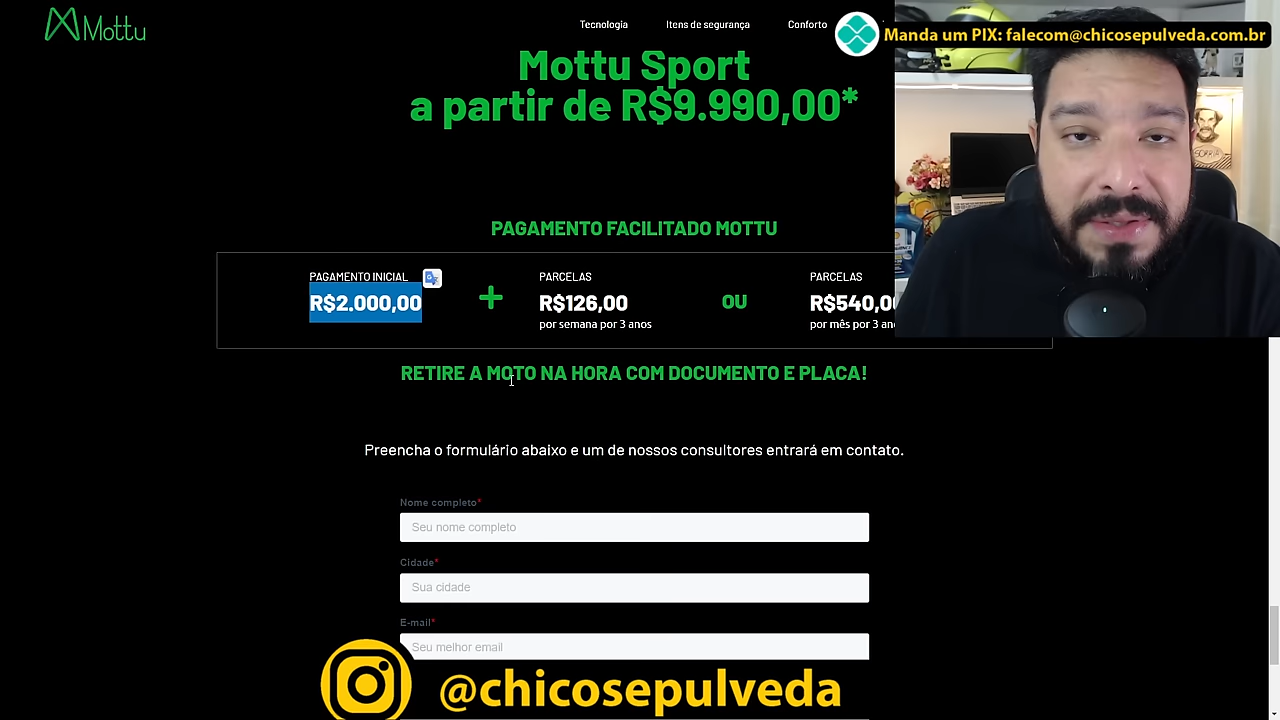 Mottu
Tecnologia
Itens de segurança
Conforto
Manda um PIX: falecom@chicosepulveda.com.br
Mottu Sport
a partir de R$9.990,00*
PAGAMENTO FACILITADO MOTTU
PAGAMENTO INICIAL
R$2.000,00
+
PARCELAS
R$126,00
por semana por 3 anos
OU
PARCELAS
R$540,0
por mês por 3 an
RETIRE A MOTO NA HORA COM DOCUMENTO E PLACA!
Preencha o formulário abaixo e um de nossos consultores entrará em contato.
Nome completo*
Seu nome completo
Cidade*
Sua cidade
E-mail*
Seu melhor email
@chicosepulveda